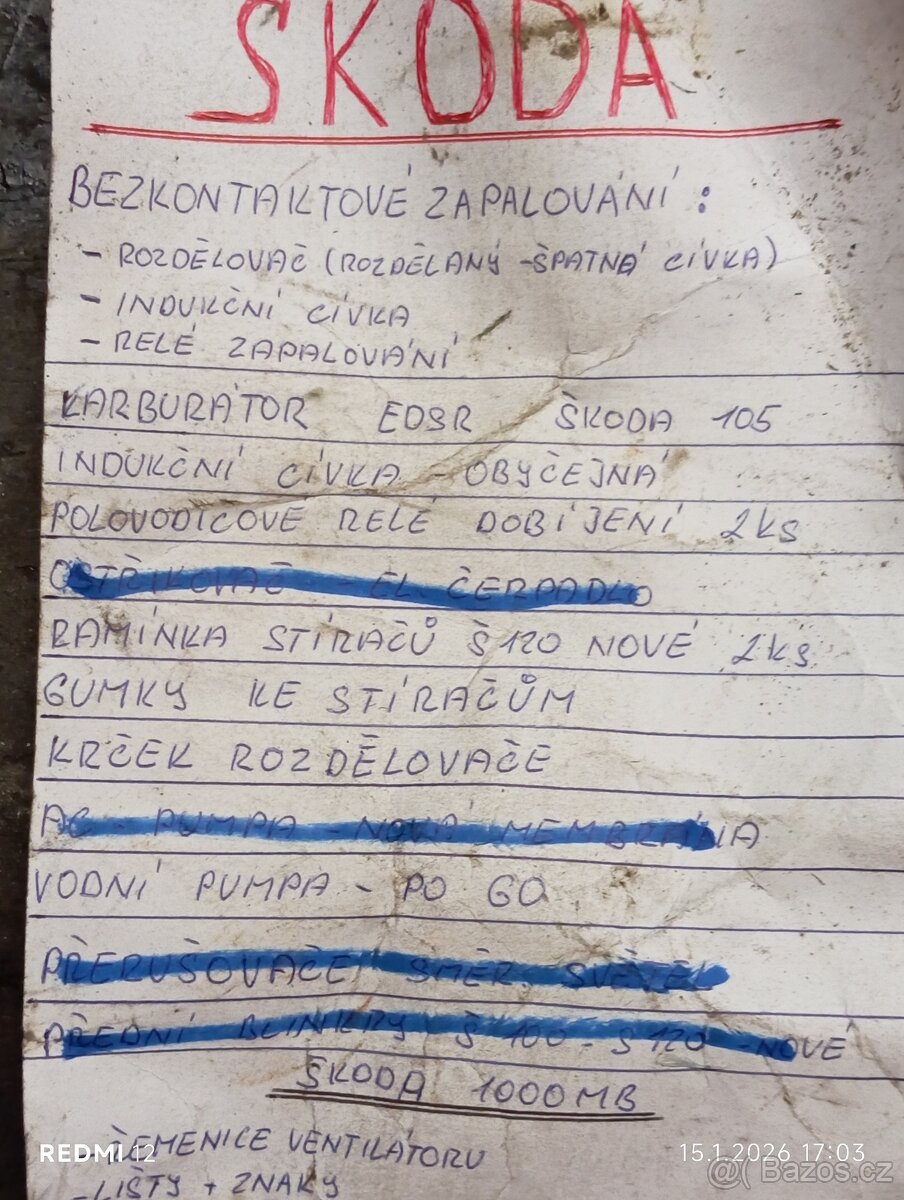 ŠKODA
BEZKONTAKTOVÉ ZAPALOVÁNÍ :
- ROZDĚLOVAČ (ROZDĚLANÝ - ŠPATNÁ CÍVKA)
- INDUKČNÍ CÍVKA
- RELÉ ZAPALOVÁNÍ
KARBURÁTOR EDSR ŠKODA 105
INDUKČNÍ CÍVKA - OBYČEJNÁ
POLOVODIČOVÉ RELÉ DOBÍJENÍ 2KS
OSTŘIKOVAČ - EL. ČERPADLO
RAMÍNKA STÍRAČŮ Š120 NOVÉ 2KS
GUMKY KE STÍRAČŮM
KRČEK ROZDĚLOVAČE
AC - PUMPA - NOVÁ MEMBRÁNA
VODNÍ PUMPA - PO GO
PŘERUŠOVAČE SMĚR. SVĚTEL
PŘEDNÍ BLINKRY Š100 - Š120 - NOVÉ
ŠKODA 1000MB
ŘEMENICE VENTILÁTORU
- LIŠTY + ZNAKY
REDMI 12
15.1.2026 17:03
Bazos.cz